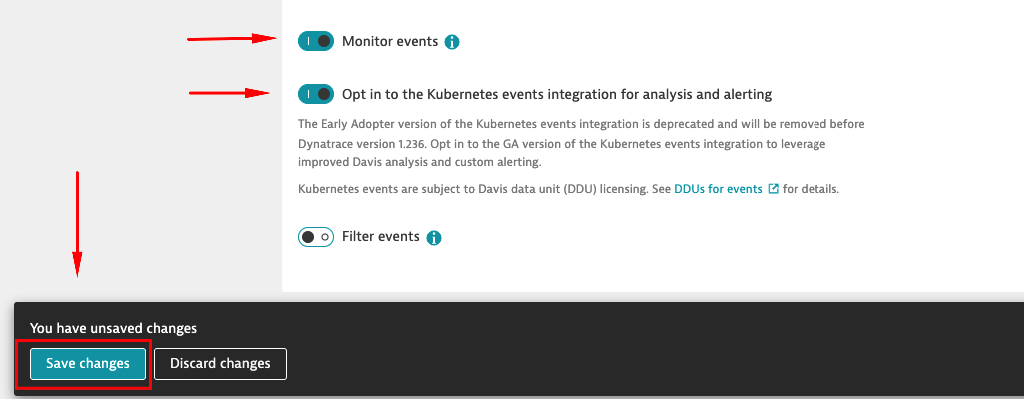 Monitor events
Opt in to the Kubernetes events integration for analysis and alerting
The Early Adopter version of the Kubernetes events integration is deprecated and will be removed before
Dynatrace version 1.236. Opt in to the GA version of the Kubernetes events integration to leverage
improved Davis analysis and custom alerting.
Kubernetes events are subject to Davis data unit (DDU) licensing. See DDUs for events for details.
Filter events
You have unsaved changes
Save changes Discard changes